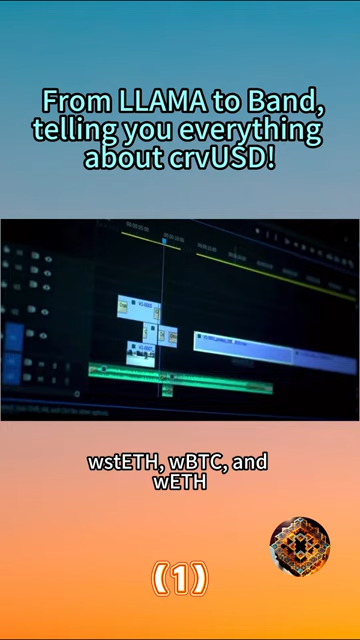 From LLAMA to Band,
telling you everything
about crvUSD!
wstETH, wBTC, and
wETH
(1)